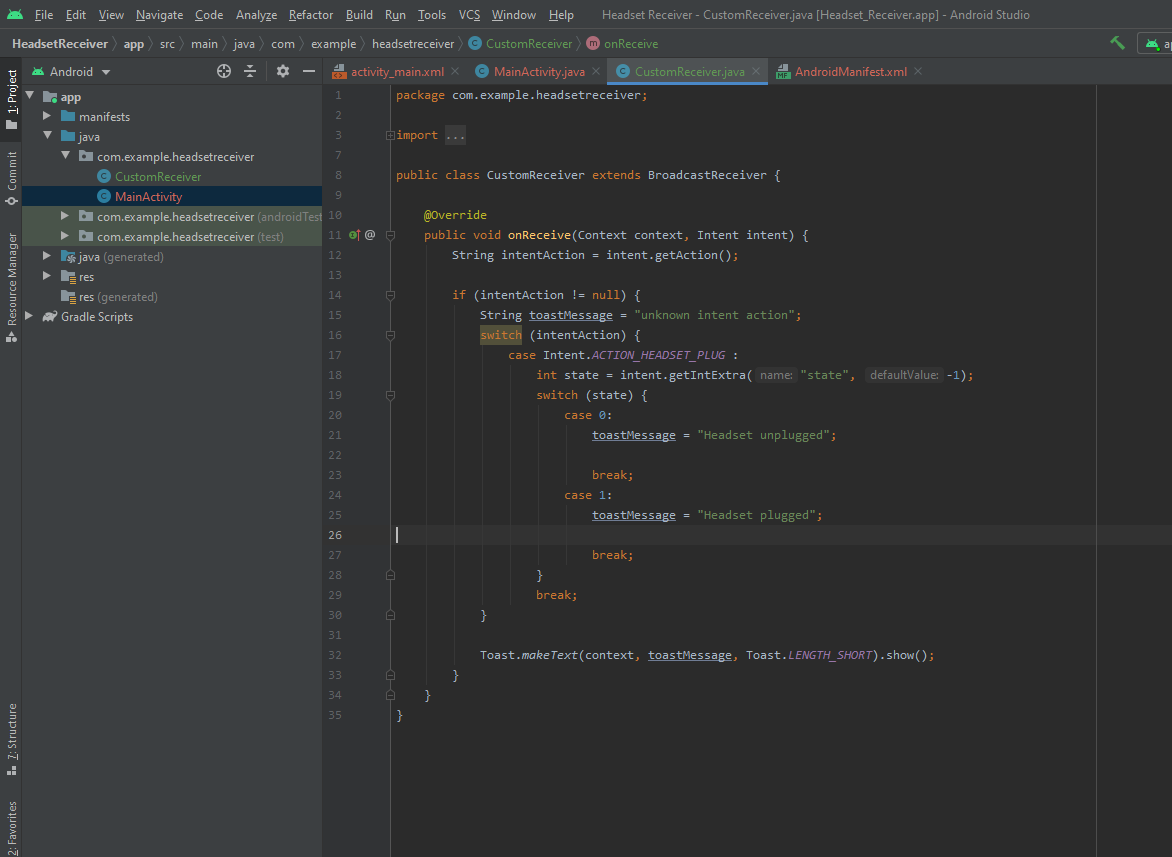 File Edit View Navigate Code Analyze Refactor Build Run Tools VCS Window Help Headset Receiver - CustomReceiver.java [Headset_Receiver.app] - Android Studio
HeadsetReceiver app src main java com example headsetreceiver CustomReceiver onReceive
Android
activity_main.xml MainActivity.java CustomReceiver.java AndroidManifest.xml
1: Project
Commit
Resource Manager
7: Structure
2: Favorites
app
manifests
java
com.example.headsetreceiver
CustomReceiver
MainActivity
com.example.headsetreceiver (androidTest
com.example.headsetreceiver (test)
java (generated)
res
res (generated)
Gradle Scripts
1 package com.example.headsetreceiver;
2
3 import ...
7
8 public class CustomReceiver extends BroadcastReceiver {
9
10 @Override
11 @ public void onReceive(Context context, Intent intent) {
12 String intentAction = intent.getAction();
13
14 if (intentAction != null) {
15 String toastMessage = "unknown intent action";
16 switch (intentAction) {
17 case Intent.ACTION_HEADSET_PLUG :
18 int state = intent.getIntExtra( name: "state", defaultValue: -1);
19 switch (state) {
20 case 0:
21 toastMessage = "Headset unplugged";
22
23 break;
24 case 1:
25 toastMessage = "Headset plugged";
26
27 break;
28 }
29 break;
30 }
31
32 Toast.makeText(context, toastMessage, Toast.LENGTH_SHORT).show();
33 }
34 }
35 }